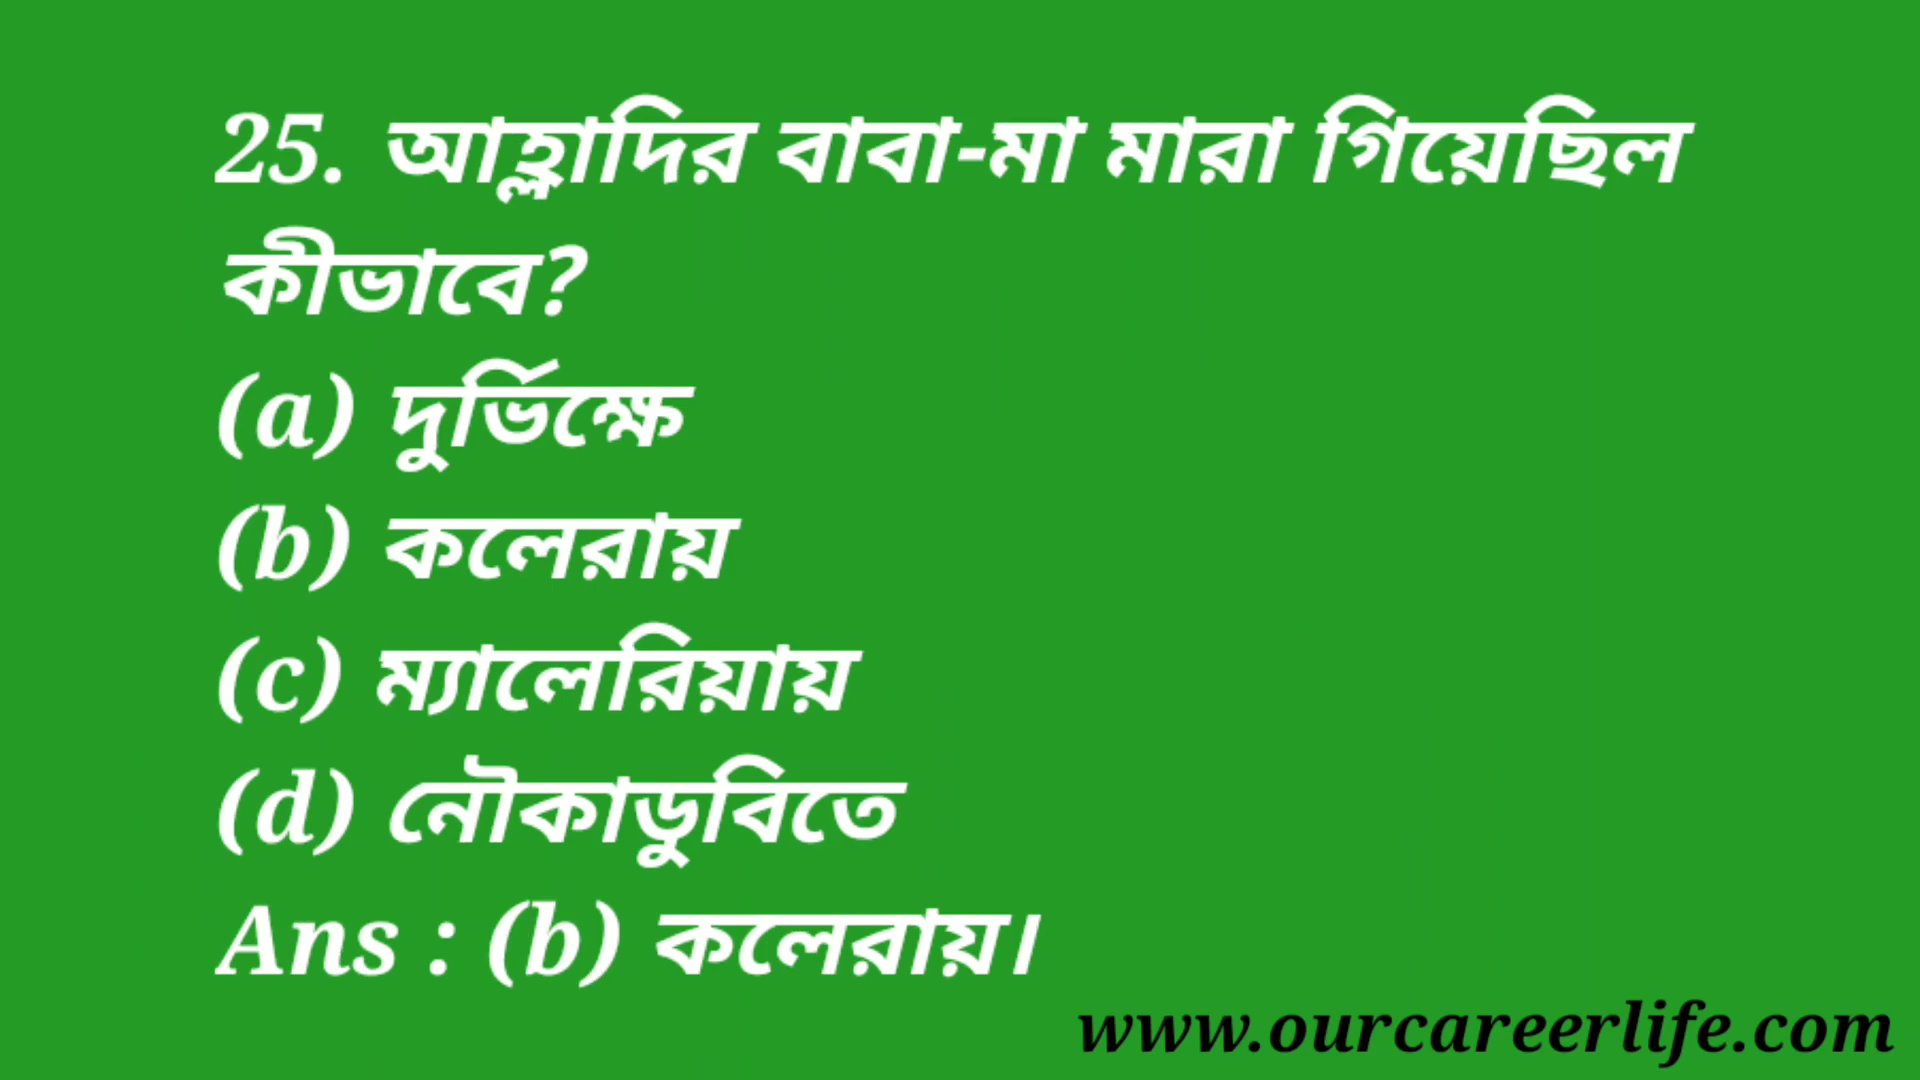 25. আহ্লাদির বাবা-মা মারা গিয়েছিল
কীভাবে?
(a) দুর্ভিক্ষে
(b) কলেরায়
(c) ম্যালেরিয়ায়
(d) নৌকাডুবিতে
Ans : (b) কলেরায়।
www.ourcareerlife.com